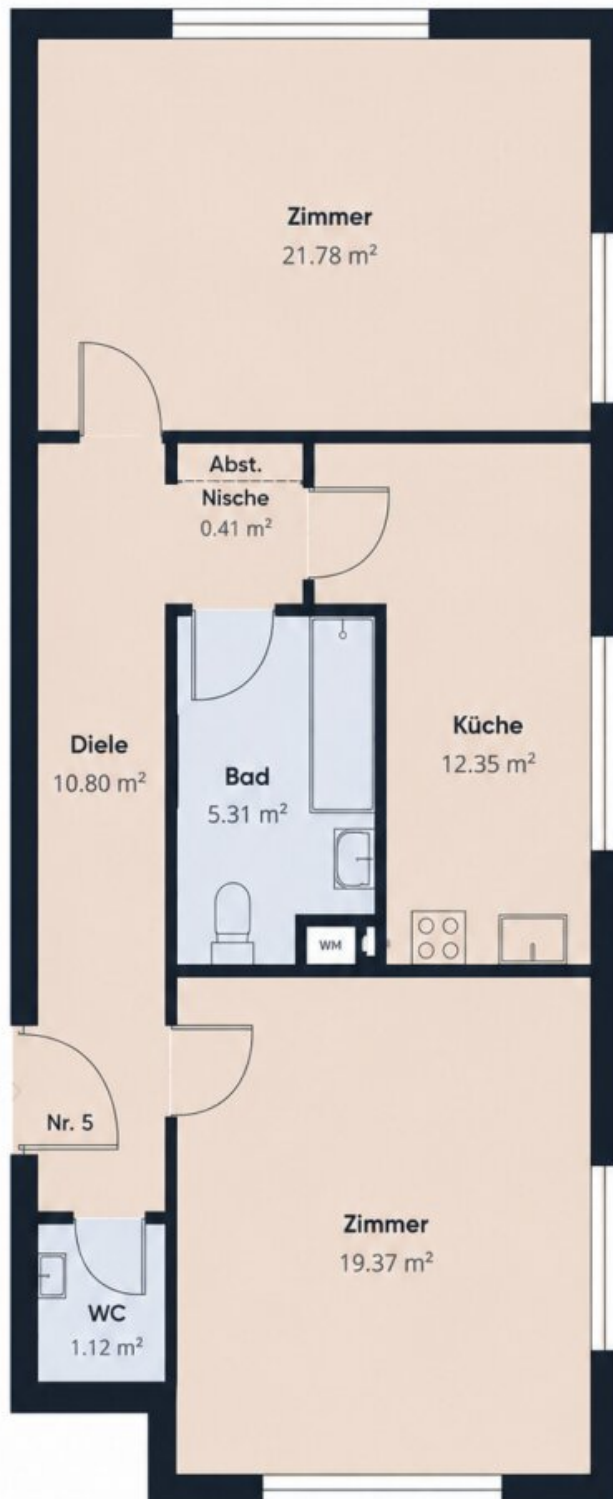 Zimmer
21.78 m²
Abst.
Nische
0.41 m²
Diele
10.80 m²
Bad
5.31 m²
Küche
12.35 m²
WM
Nr. 5
Zimmer
19.37 m²
WC
1.12 m²